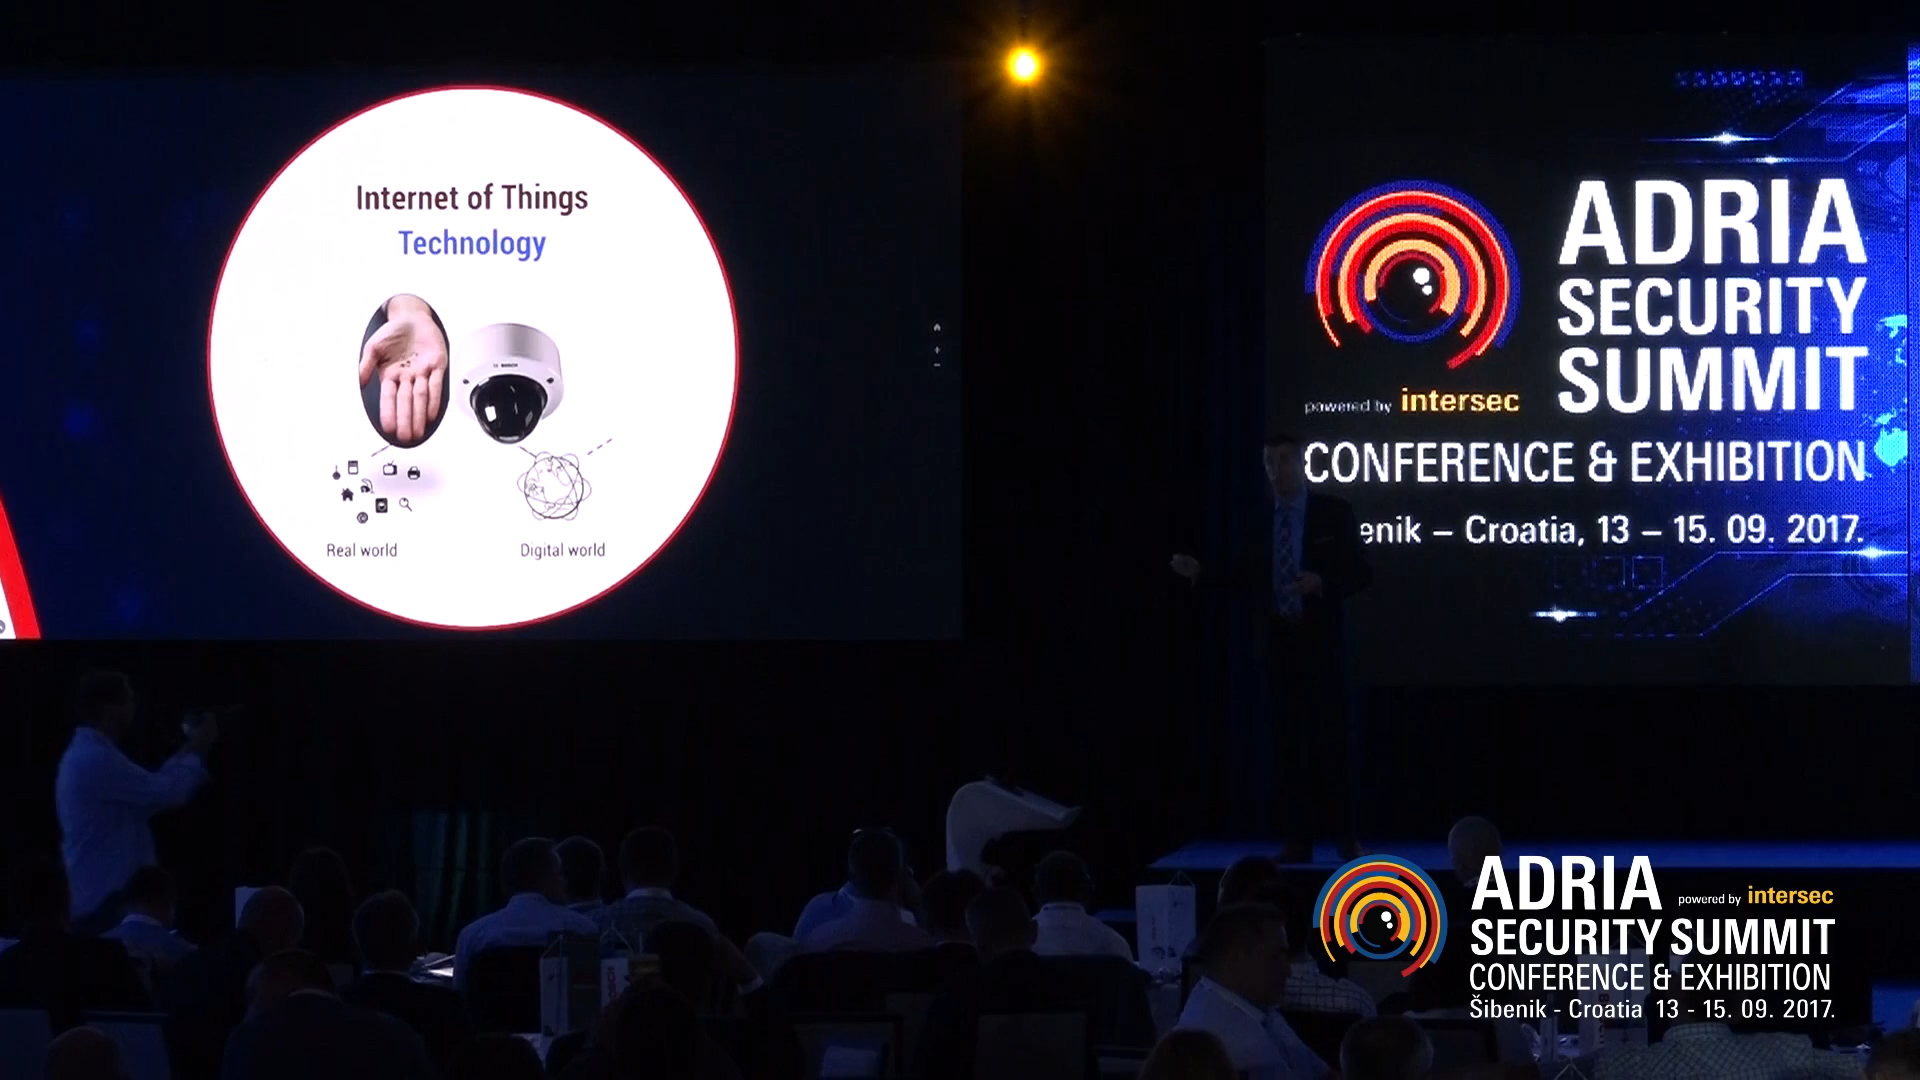 Internet of Things
Technology
BOSCH
Real world
Digital world
ADRIA
SECURITY
SUMMIT
powered by intersec
CONFERENCE & EXHIBITION
enik – Croatia, 13 – 15. 09. 2017.
ADRIA powered by intersec
SECURITY SUMMIT
CONFERENCE & EXHIBITION
Šibenik - Croatia 13 - 15. 09. 2017.